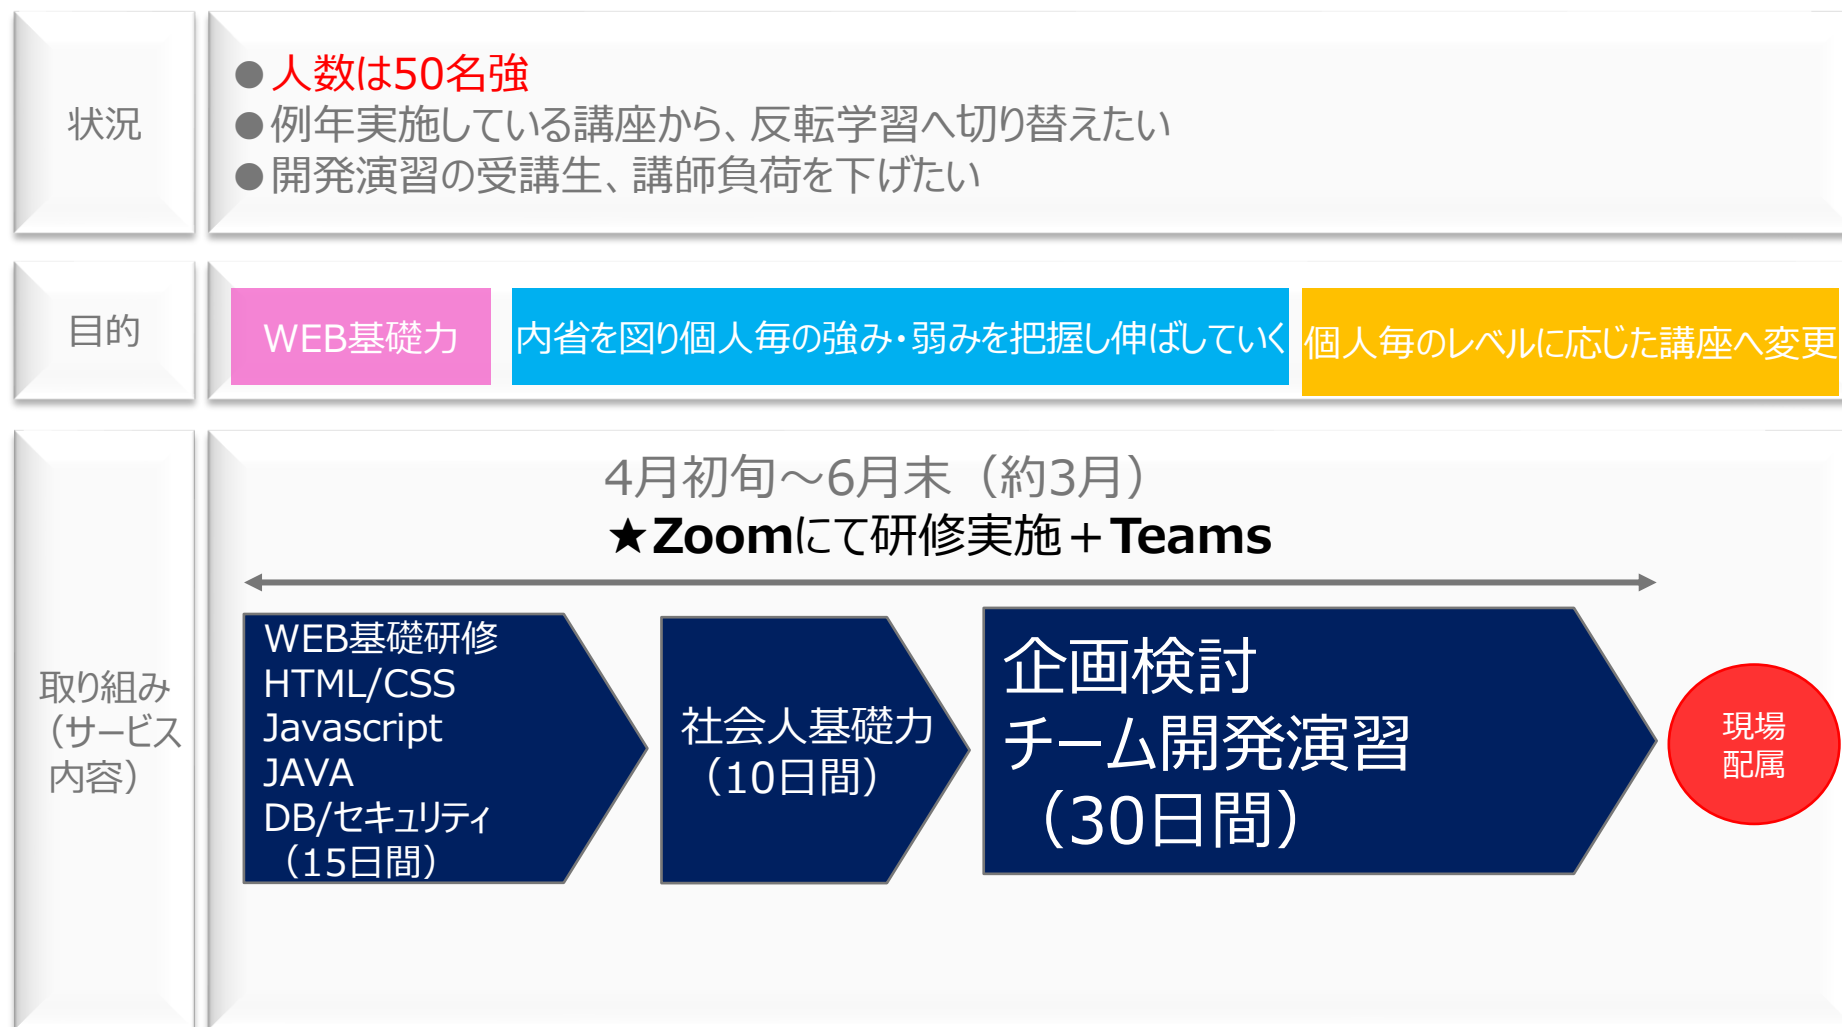 状況
●人数は50名強
●例年実施している講座から、反転学習へ切り替えたい
●開発演習の受講生、講師負荷を下げたい
目的
WEB基礎力
内省を図り個人毎の強み・弱みを把握し伸ばしていく
個人毎のレベルに応じた講座へ変更
取り組み
（サービス
内容）
4月初旬～6月末（約3月）
★Zoomにて研修実施＋Teams
WEB基礎研修
HTML/CSS
Javascript
JAVA
DB/セキュリティ
（15日間）
社会人基礎力
（10日間）
企画検討
チーム開発演習
（30日間）
現場
配属